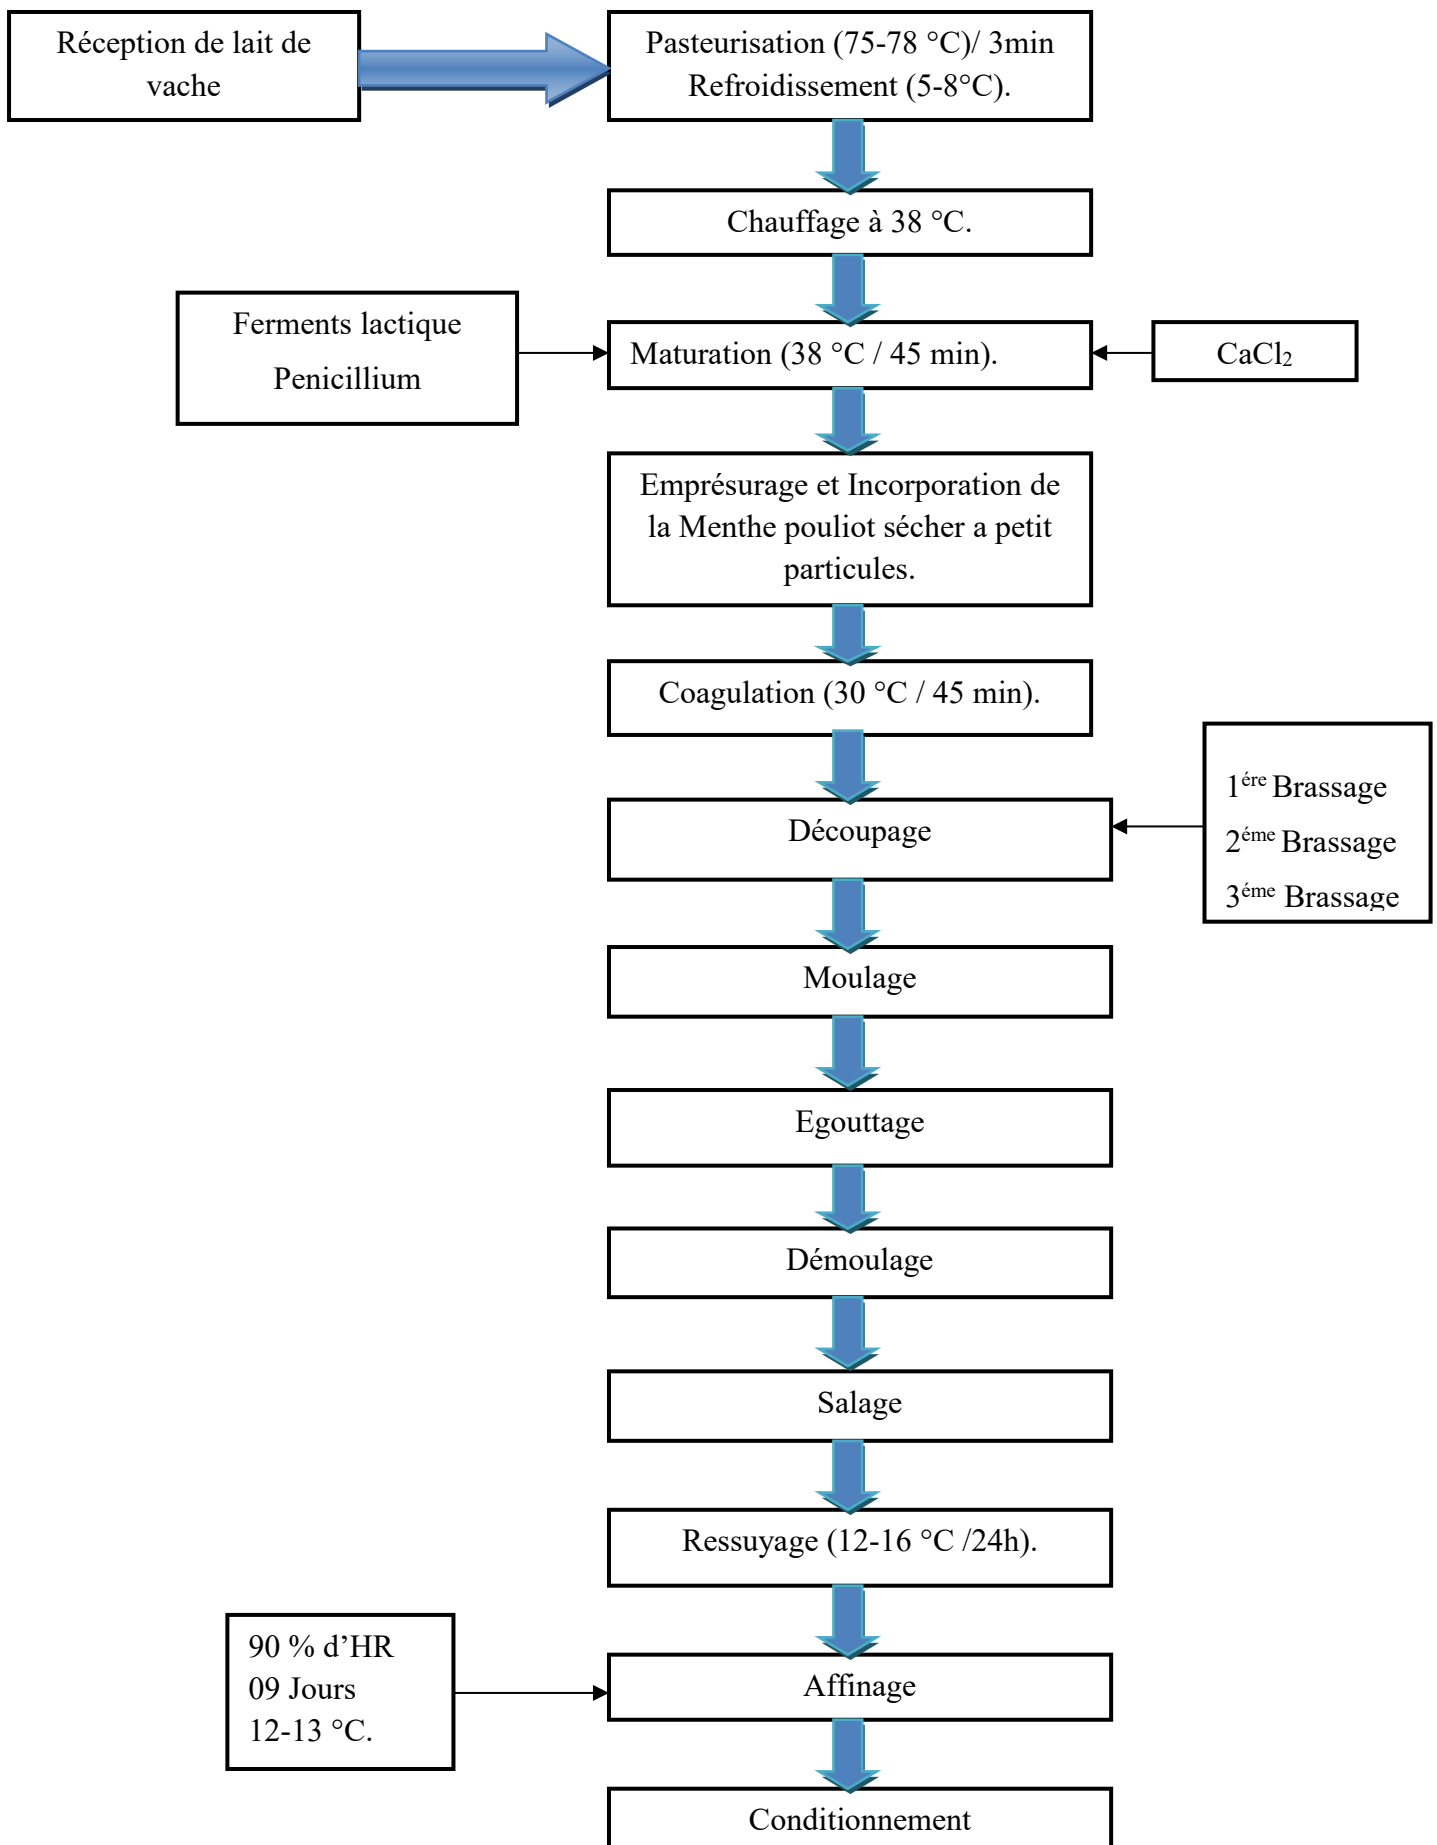 Réception de lait de
vache
Pasteurisation (75-78 °C)/ 3min
Refroidissement (5-8°C).
Chauffage à 38 °C.
Ferments lactique
Penicillium
Maturation (38 °C / 45 min).
CaCl₂
Emprésurage et Incorporation de
la Menthe pouliot sécher a petit
particules.
Coagulation (30 °C / 45 min).
1ére Brassage
2éme Brassage
3éme Brassage
Découpage
Moulage
Egouttage
Démoulage
Salage
Ressuyage (12-16 °C /24h).
90 % d’HR
09 Jours
12-13 °C.
Affinage
Conditionnement